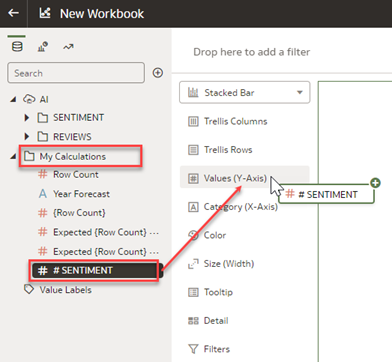 New Workbook
Drop here to add a filter
Search
AI
SENTIMENT
REVIEWS
My Calculations
# Row Count
A Year Forecast
# {Row Count}
# Expected {Row Count} ...
# Expected {Row Count} ...
# # SENTIMENT
Value Labels
Stacked Bar
Trellis Columns
Trellis Rows
# Values (Y-Axis)
# # SENTIMENT
A Category (X-Axis)
Color
Size (Width)
Tooltip
Detail
Filters